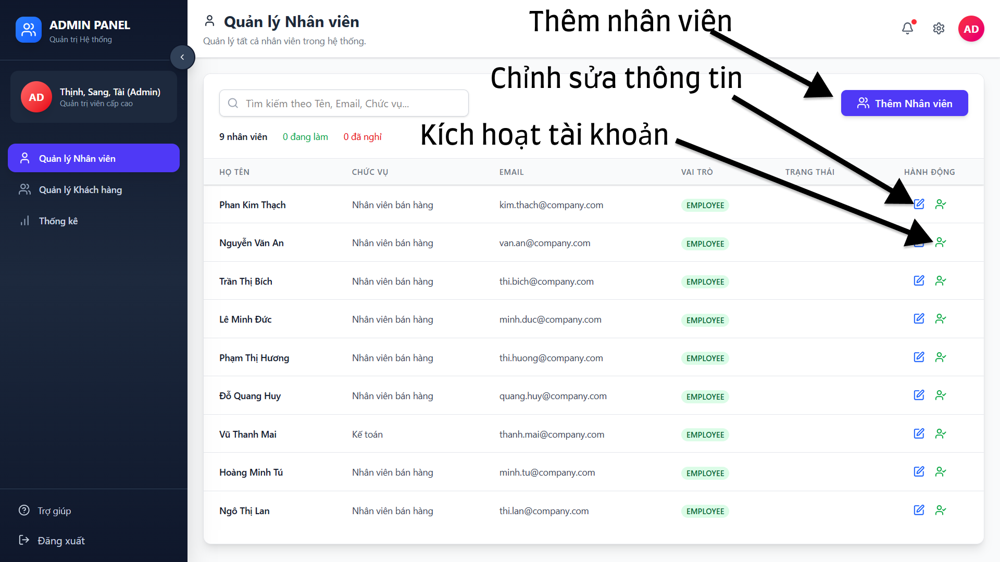 ADMIN PANEL
Quản trị Hệ thống
AD
Thịnh, Sang, Tài (Admin)
Quản trị viên cấp cao
Quản lý Nhân viên
Quản lý Khách hàng
Thống kê
Trợ giúp
Đăng xuất
Quản lý Nhân viên
Quản lý tất cả nhân viên trong hệ thống.
Thêm nhân viên
AD
Chỉnh sửa thông tin
Tìm kiếm theo Tên, Email, Chức vụ...
Thêm Nhân viên
9 nhân viên 0 đang làm 0 đã nghỉ
Kích hoạt tài khoản
HỌ TÊN CHỨC VỤ EMAIL VAI TRÒ TRẠNG THÁI HÀNH ĐỘNG
Phan Kim Thạch Nhân viên bán hàng kim.thach@company.com EMPLOYEE
Nguyễn Văn An Nhân viên bán hàng van.an@company.com EMPLOYEE
Trần Thị Bích Nhân viên bán hàng thi.bich@company.com EMPLOYEE
Lê Minh Đức Nhân viên bán hàng minh.duc@company.com EMPLOYEE
Phạm Thị Hương Nhân viên bán hàng thi.huong@company.com EMPLOYEE
Đỗ Quang Huy Nhân viên bán hàng quang.huy@company.com EMPLOYEE
Vũ Thanh Mai Kế toán thanh.mai@company.com EMPLOYEE
Hoàng Minh Tú Nhân viên bán hàng minh.tu@company.com EMPLOYEE
Ngô Thị Lan Nhân viên bán hàng thi.lan@company.com EMPLOYEE